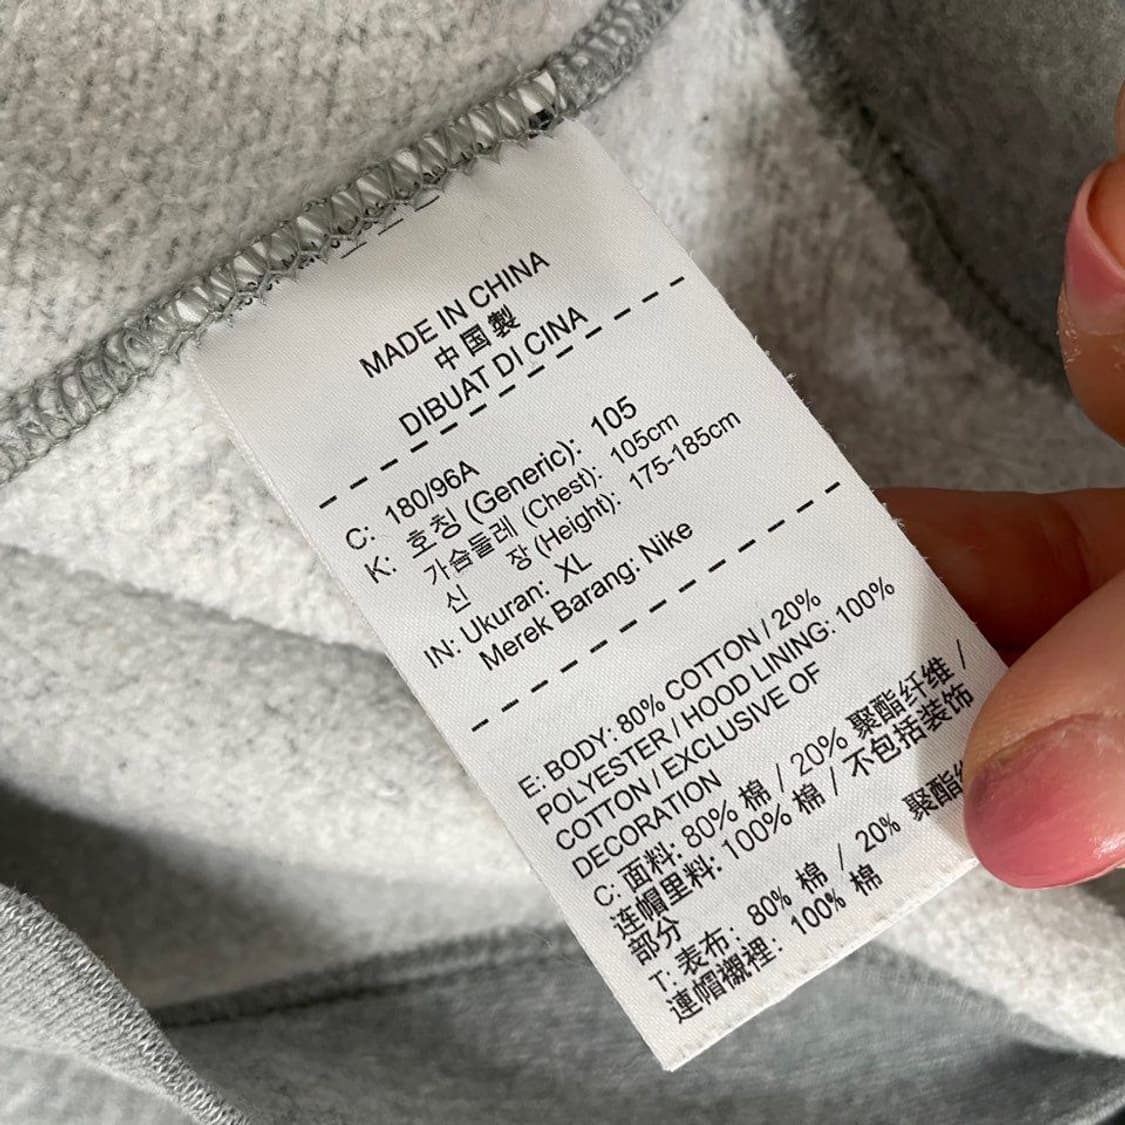 MADE IN CHINA
中国製
DIBUAT DI CINA
C: 180/96A
K: 호칭 (Generic): 105
가슴둘레 (Chest): 105cm
신 장 (Height): 175-185cm
IN: Ukuran: XL
Merek Barang: Nike
E: BODY: 80% COTTON / 20%
POLYESTER / HOOD LINING: 100%
COTTON / EXCLUSIVE OF
DECORATION
C: 面料: 80% 棉 / 20% 聚酯纤维 /
连帽里料: 100% 棉 / 不包括装饰
部分
T: 表布: 80% 棉 / 20% 聚酯
連帽襯裡: 100% 棉